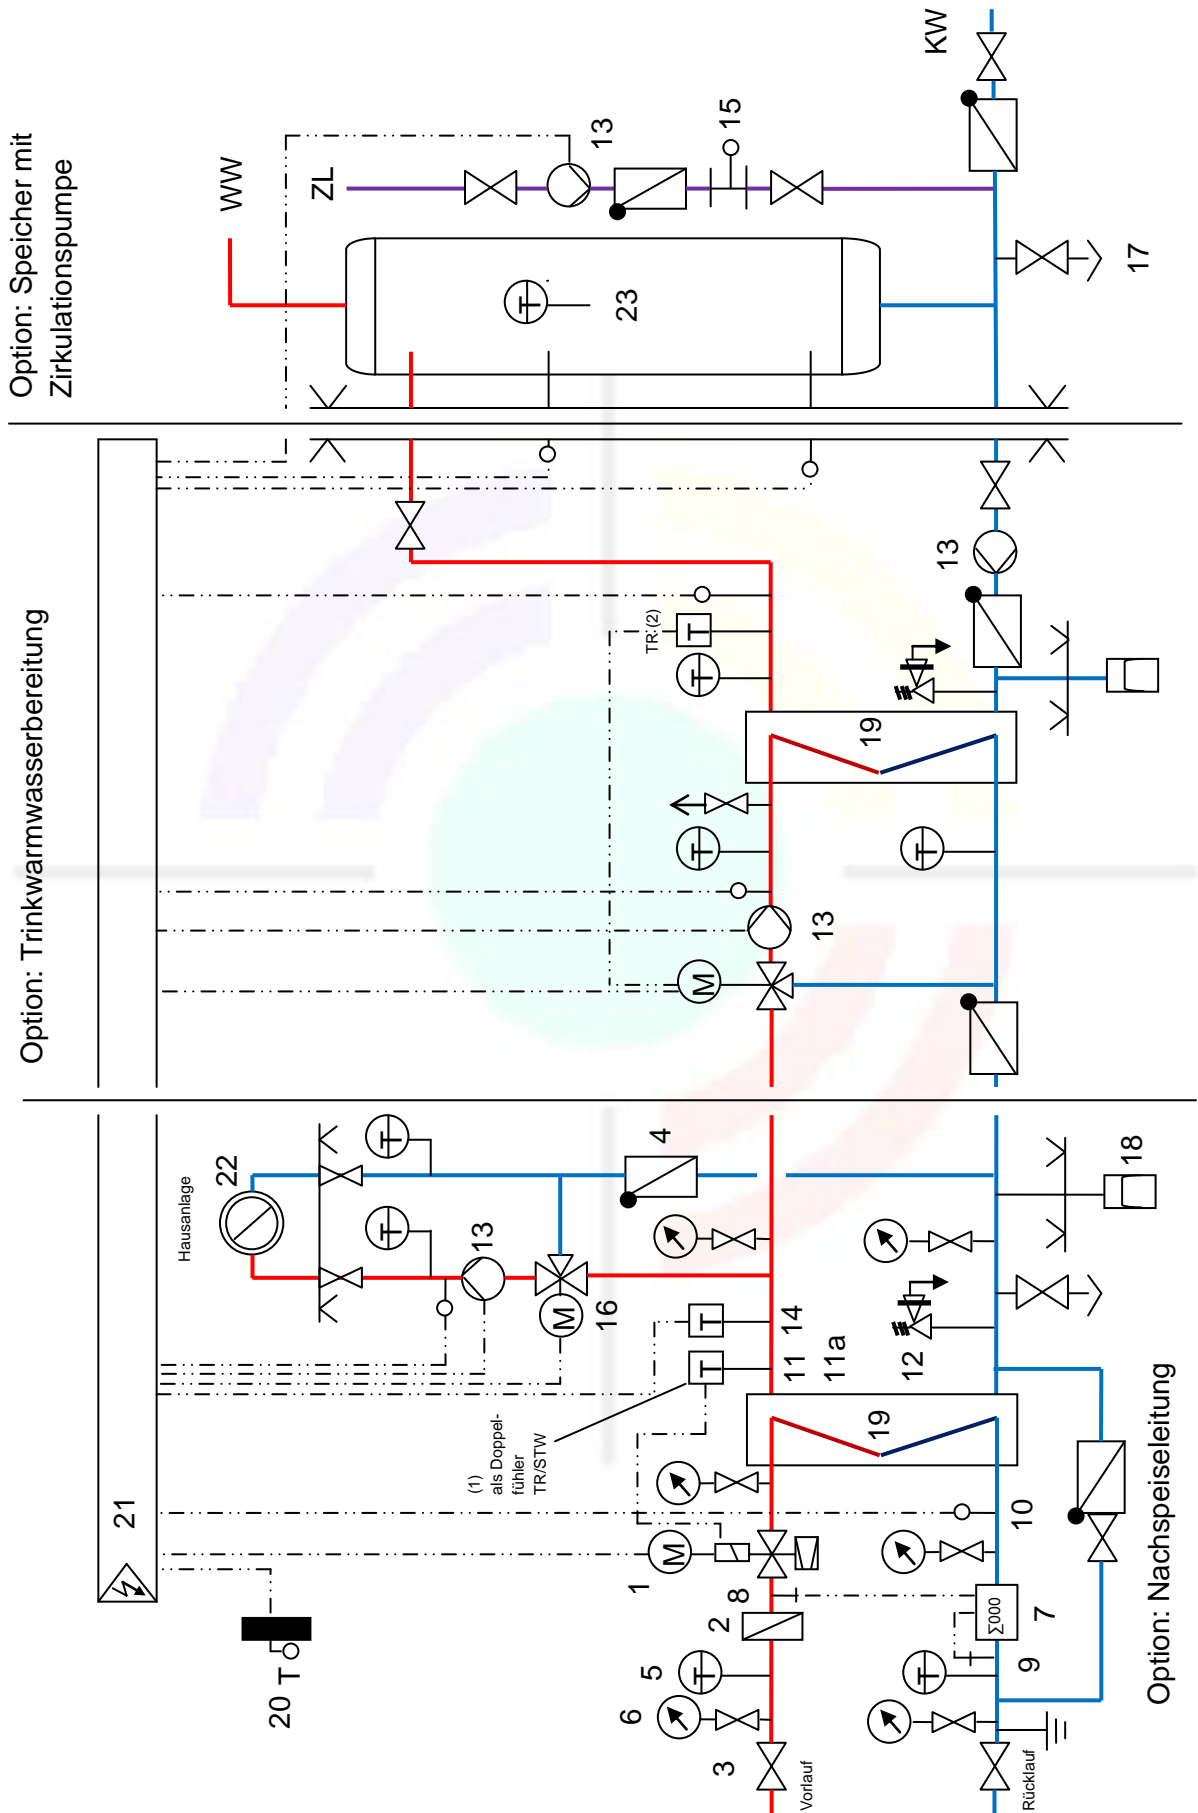 Option: Speicher mit
Zirkulationspumpe
WW
ZL
13
15
KW
T
23
17
Option: Trinkwarmwasserbereitung
TR:(2)
T
T
13
19
T
T
13
M
Hausanlage
22
T
T
13
M
16
4
14
11
11a
12
18
T
T
(1)
als Doppel-
fühler
TR/STW
19
21
10
M
1
8
2
Σ000
7
9
20
T
5
T
6
3
T
Vorlauf
Rücklauf
Option: Nachspeiseleitung